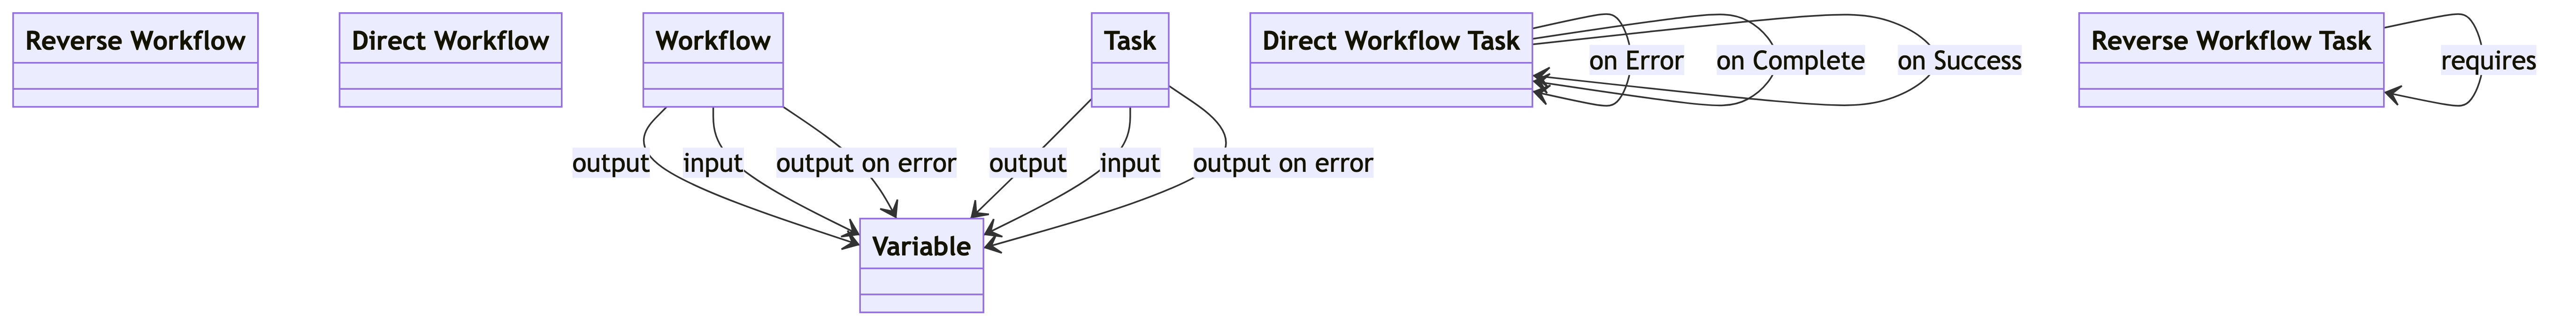 Reverse Workflow
Direct Workflow
Workflow
Task
Direct Workflow Task
on Error
on Complete
on Success
Reverse Workflow Task
requires
output
input
output on error
output
input
output on error
Variable